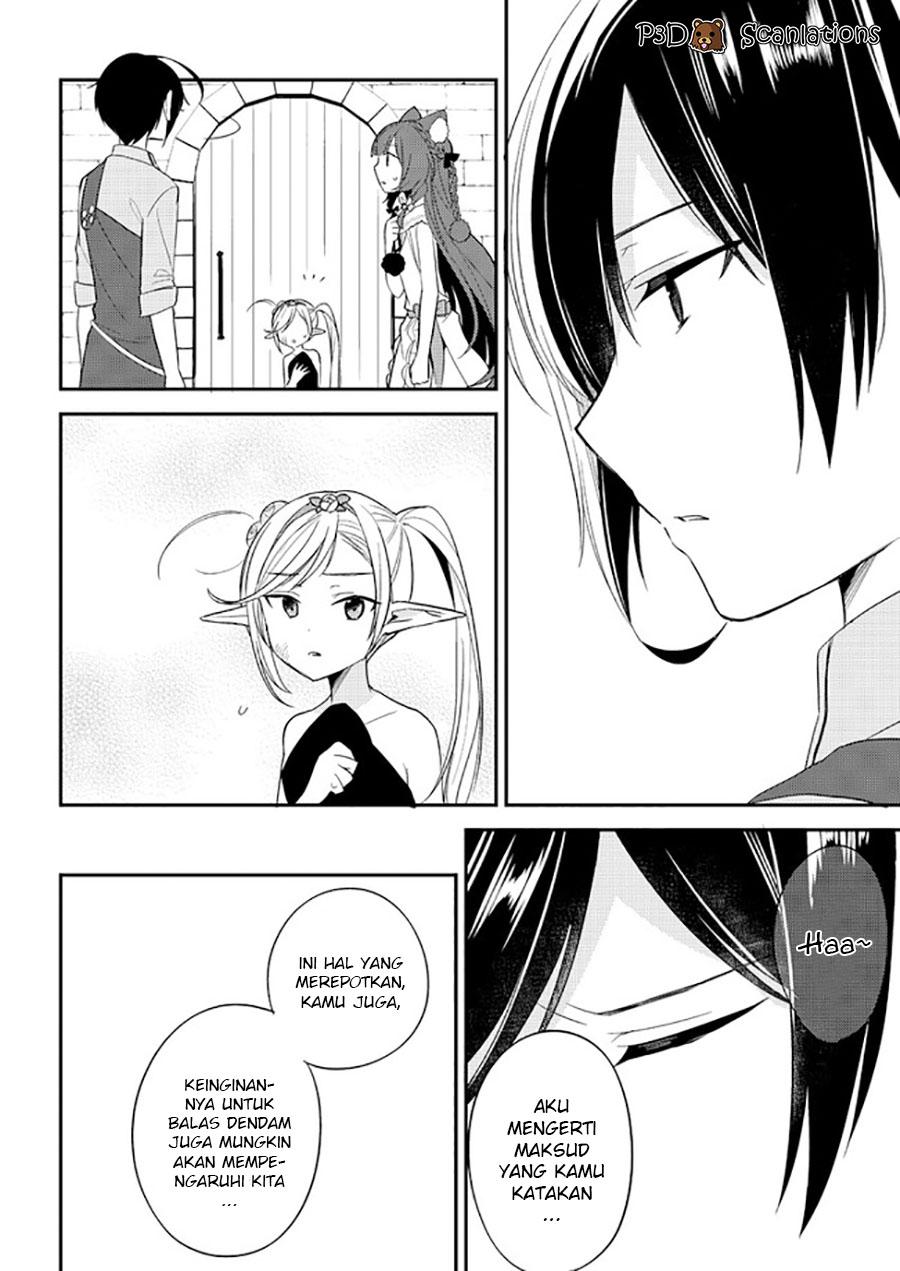 P3D Scanlations
Haa~
AKU
MENGERTI
MAKSUD
YANG KAMU
KATAKAN
...
INI HAL YANG
MEREPOTKAN,
KAMU JUGA,
KEINGINAN-
NYA UNTUK
BALAS DENDAM
JUGA MUNGKIN
AKAN MEMPE-
NGARUHI KITA
...